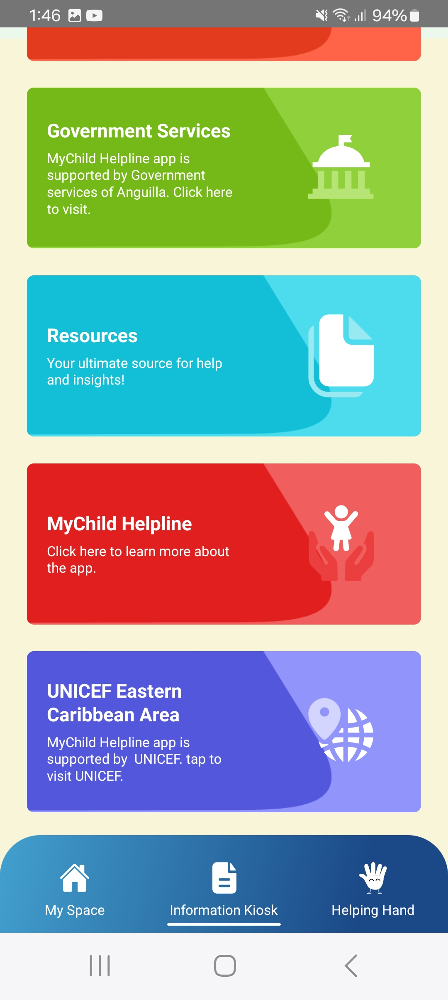 1:46
94%
Government Services
MyChild Helpline app is
supported by Government
services of Anguilla. Click here
to visit.
Resources
Your ultimate source for help
and insights!
MyChild Helpline
Click here to learn more about
the app.
UNICEF Eastern
Caribbean Area
MyChild Helpline app is
supported by  UNICEF. tap to
visit UNICEF.
My Space
Information Kiosk
Helping Hand